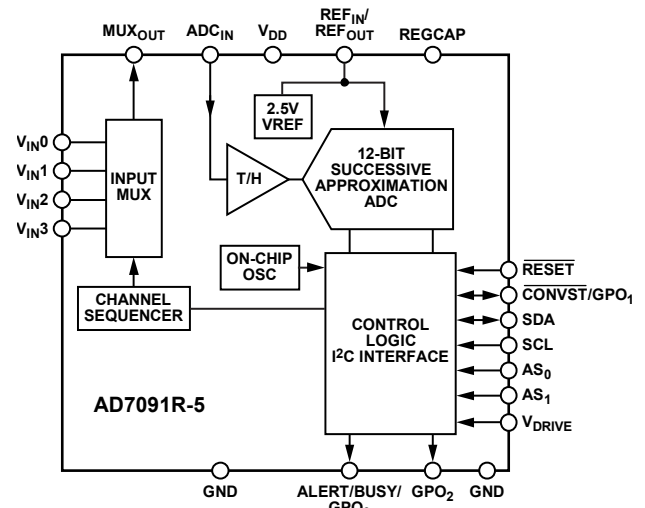 MUXOUT
ADCIN
VDD
REFIN/
REFOUT
REGCAP
2.5V
VREF
VIN0
VIN1
VIN2
VIN3
INPUT
MUX
T/H
12-BIT
SUCCESSIVE
APPROXIMATION
ADC
ON-CHIP
OSC
CHANNEL
SEQUENCER
CONTROL
LOGIC
I2C INTERFACE
RESET
CONVST/GPO1
SDA
SCL
AS0
AS1
VDRIVE
AD7091R-5
GND
ALERT/BUSY/
GPO2
GND